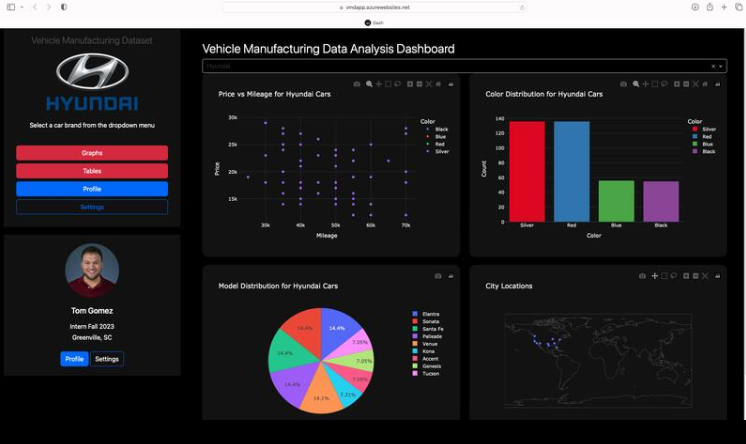 vmdapp.azurewebsites.net
Dash
Vehicle Manufacturing Dataset
HYUNDAI
Select a car brand from the dropdown menu
Graphs
Tables
Profile
Settings
Tom Gomez
Intern Fall 2023
Greenville, SC
Profile
Settings
Vehicle Manufacturing Data Analysis Dashboard
Hyundai
Price vs Mileage for Hyundai Cars
Color
Black
Blue
Red
Silver
30k
25k
20k
15k
Price
30k
40k
50k
60k
70k
Mileage
Color Distribution for Hyundai Cars
Color
Silver
Red
Blue
Black
140
120
100
80
60
40
20
0
Count
Silver
Red
Blue
Black
Color
Model Distribution for Hyundai Cars
14.4%
14.4%
14.4%
14.4%
14.1%
7.31%
7.05%
7.05%
7.05%
Elantra
Sonata
Santa Fe
Palisade
Venue
Kona
Accent
Genesis
Tucson
City Locations